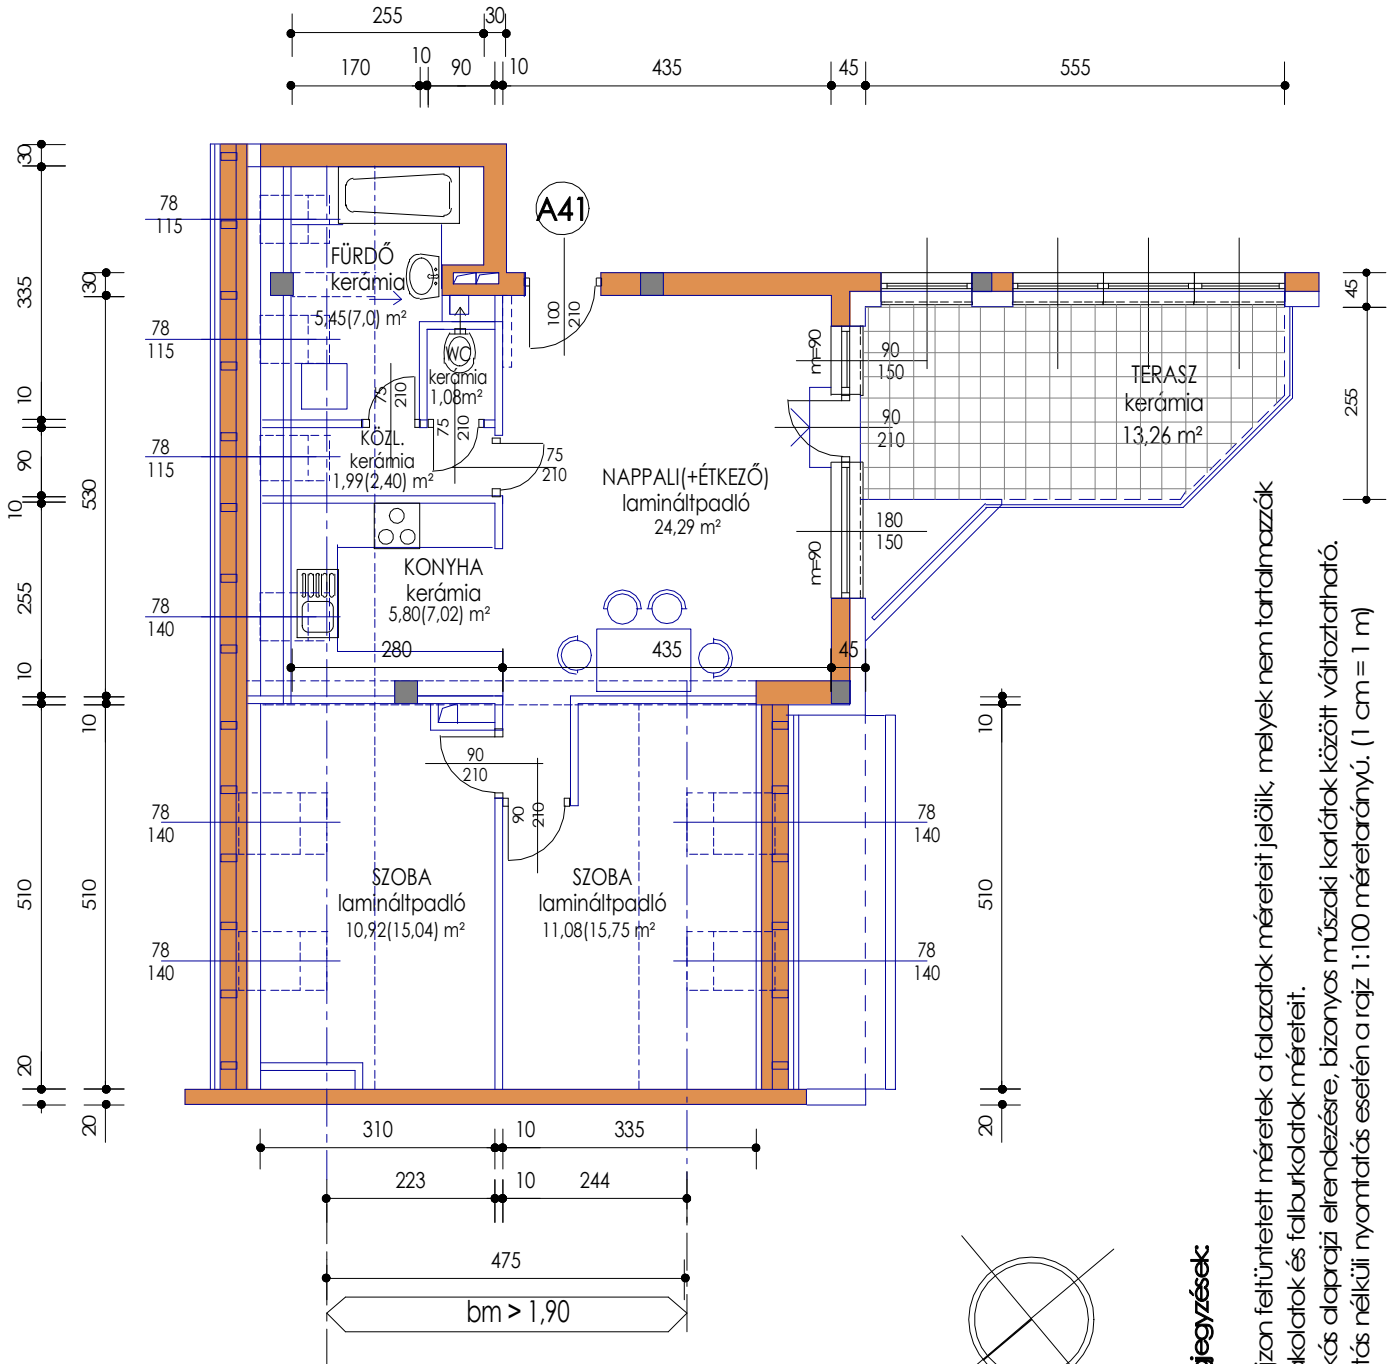 255
30
170
10
90
10
435
45
555
30
335
30
10
90
10
530
255
10
10
510
510
20
20
78
115
78
115
78
115
78
140
78
140
78
140
A41
100
210
FÜRDŐ
kerámia
5,45(7,0) m²
WC
kerámia
1,08m²
75
210
75
210
KÖZL.
kerámia
1,99(2,40) m²
75
210
NAPPALI(+ÉTKEZŐ)
lamináltpadló
24,29 m²
KONYHA
kerámia
5,80(7,02) m²
280
435
45
m=90
90
150
90
210
m=90
180
150
TERASZ
kerámia
13,26 m²
45
255
90
210
90
210
SZOBA
lamináltpadló
10,92(15,04) m²
SZOBA
lamináltpadló
11,08(15,75 m²
78
140
78
140
10
510
20
310
10
335
223
10
244
475
bm > 1,90
jegyzések:
feltüntetett méretek a falazatok méreteit jelölik, melyek nem tartalmazzák
és falburkolatok méreteit.
alaprajzi elrendezésre, bizonyos műszaki korlátok között változtatható.
nélküli nyomtatás esetén a rajz 1:100 méretarányú. (1 cm = 1 m)